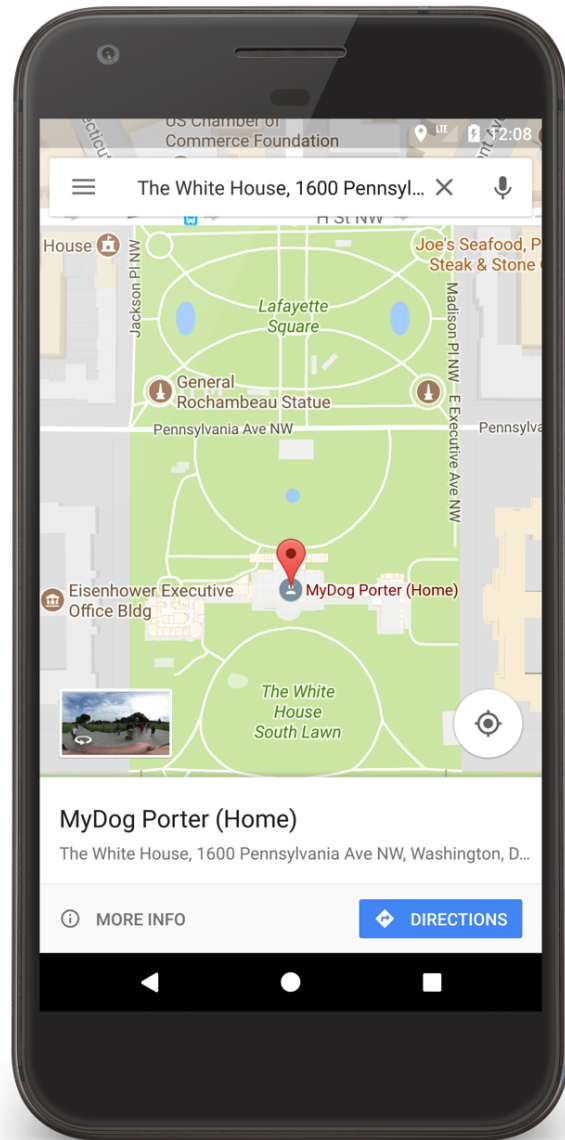 US Chamber of
Commerce Foundation
LTE
12:08
The White House, 1600 Pennsyl...
H St NW
House
Jackson Pl NW
Joe's Seafood, P
Steak & Stone
Lafayette
Square
Madison Pl NW
General
Rochambeau Statue
E Executive Ave NW
Pennsylvania Ave NW
Pennsylva
MyDog Porter (Home)
Eisenhower Executive
Office Bldg
The White
House
South Lawn
MyDog Porter (Home)
The White House, 1600 Pennsylvania Ave NW, Washington, D...
MORE INFO
DIRECTIONS